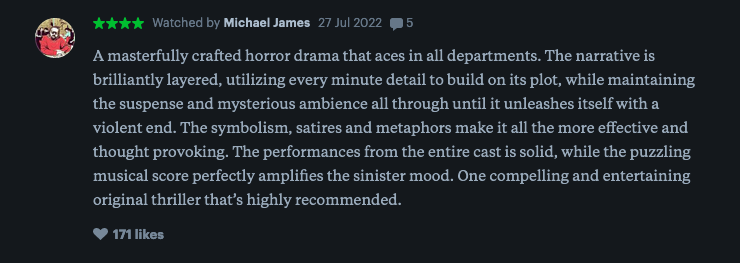 ★★★★ Watched by Michael James 27 Jul 2022 5
A masterfully crafted horror drama that aces in all departments. The narrative is
brilliantly layered, utilizing every minute detail to build on its plot, while maintaining
the suspense and mysterious ambience all through until it unleashes itself with a
violent end. The symbolism, satires and metaphors make it all the more effective and
thought provoking. The performances from the entire cast is solid, while the puzzling
musical score perfectly amplifies the sinister mood. One compelling and entertaining
original thriller that’s highly recommended.
171 likes